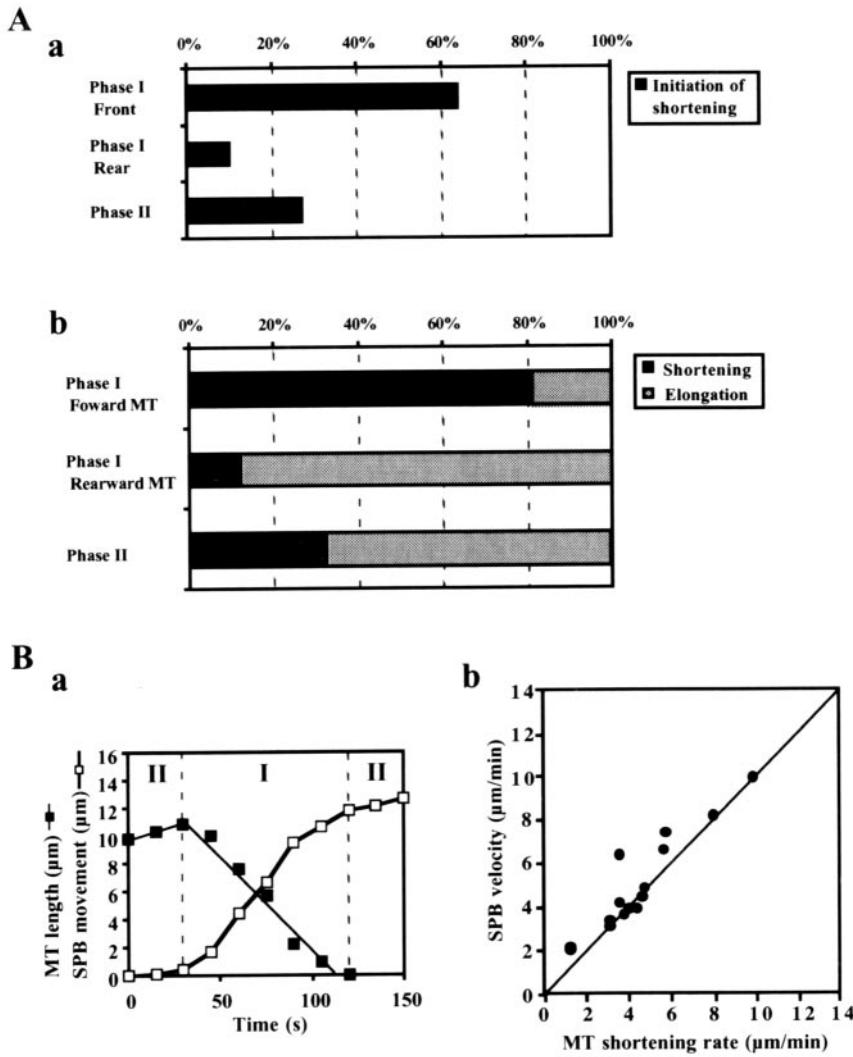 A
a
0% 20% 40% 60% 80% 100%
Phase I
Front
Phase I
Rear
Phase II
Initiation of
shortening
b
0% 20% 40% 60% 80% 100%
Phase I
Foward MT
Phase I
Rearward MT
Phase II
Shortening
Elongation
B
a
MT length (µm)
SPB movement (µm)
16
14
12
10
8
6
4
2
0
II I II
0 50 100 150
Time (s)
b
SPB velocity (µm/min)
14
12
10
8
6
4
2
0
0 2 4 6 8 10 12 14
MT shortening rate (µm/min)